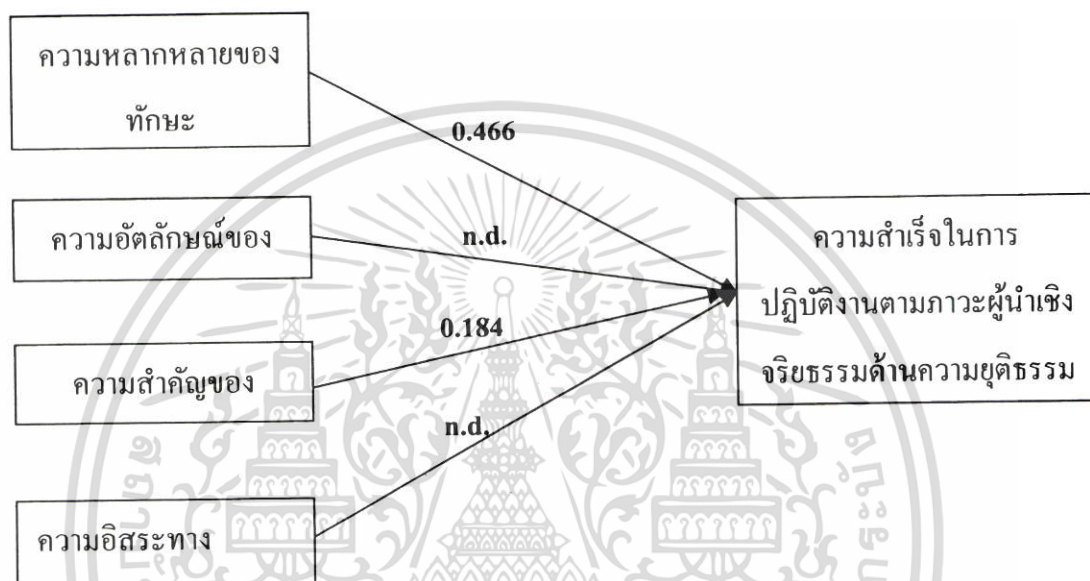 ความหลากหลายของ
ทักษะ
0.466
ความอัตลักษณ์ของ
n.d.
ความสำเร็จในการ
ปฏิบัติงานตามภาวะผู้นำเชิง
จริยธรรมด้านความยุติธรรม
0.184
ความสำคัญของ
n.d.
ความอิสระทาง